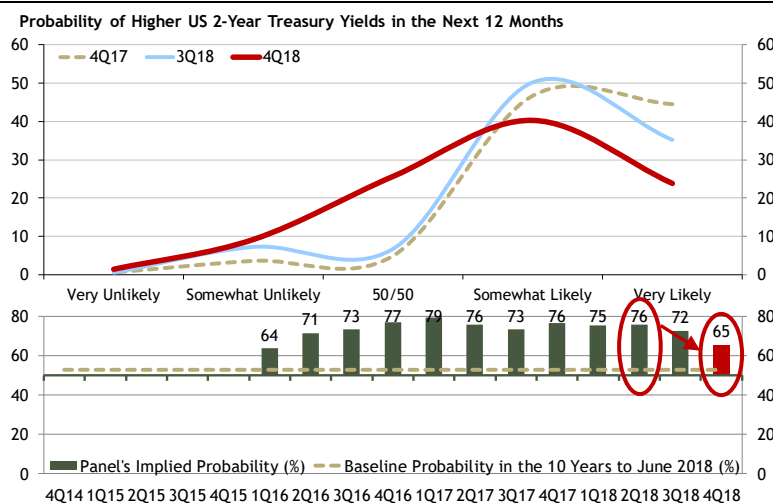 Probability of Higher US 2-Year Treasury Yields in the Next 12 Months
60 60
4Q17 3Q18 4Q18
50 50
40 40
30 30
20 20
10 10
0 0
Very Unlikely Somewhat Unlikely 50/50 Somewhat Likely Very Likely
80 64 71 73 77 79 76 73 76 75 76 72 65 80
60 60
40 40
20 20
Panel's Implied Probability (%) Baseline Probability in the 10 Years to June 2018 (%)
0 0
4Q14 1Q15 2Q15 3Q15 4Q15 1Q16 2Q16 3Q16 4Q16 1Q17 2Q17 3Q17 4Q17 1Q18 2Q18 3Q18 4Q18